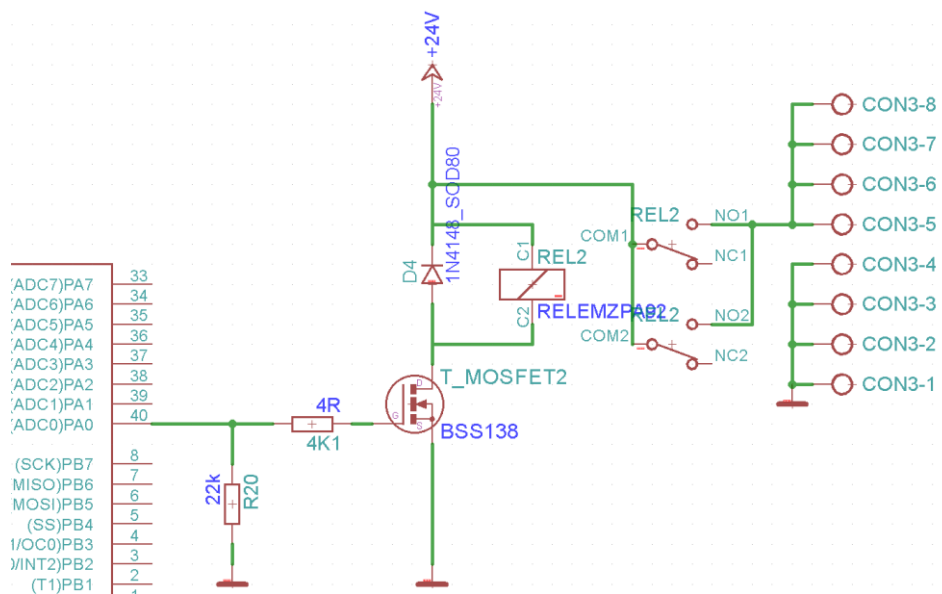 +24V
+24V
1N4148_SOD80
D4
C1
REL2
C2
RELEMZPA92
REL2
COM1
NO1
NC1
REL2
COM2
NO2
NC2
CON3-8
CON3-7
CON3-6
CON3-5
CON3-4
CON3-3
CON3-2
CON3-1
T_MOSFET2
D
G
S
BSS138
4R
4K1
22k
R20
(ADC7)PA7 33
(ADC6)PA6 34
(ADC5)PA5 35
(ADC4)PA4 36
(ADC3)PA3 37
(ADC2)PA2 38
(ADC1)PA1 39
(ADC0)PA0 40
(SCK)PB7 8
MISO)PB6 7
MOSI)PB5 6
(SS)PB4 5
1/OC0)PB3 4
0/INT2)PB2 3
(T1)PB1 2